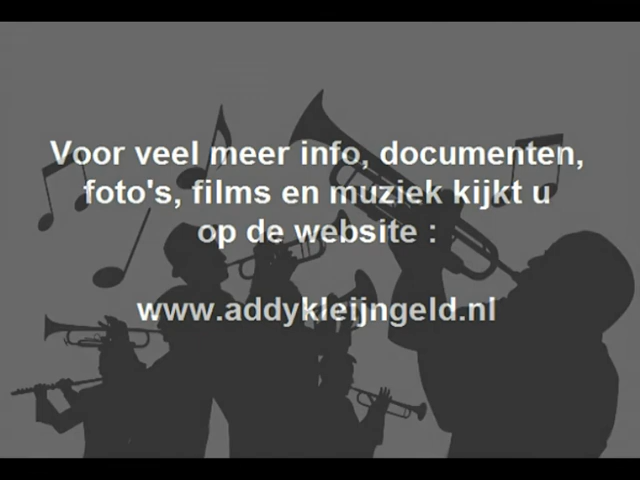 Voor veel meer info, documenten,
foto's, films en muziek kijkt u
op de website :
www.addykleijngeld.nl